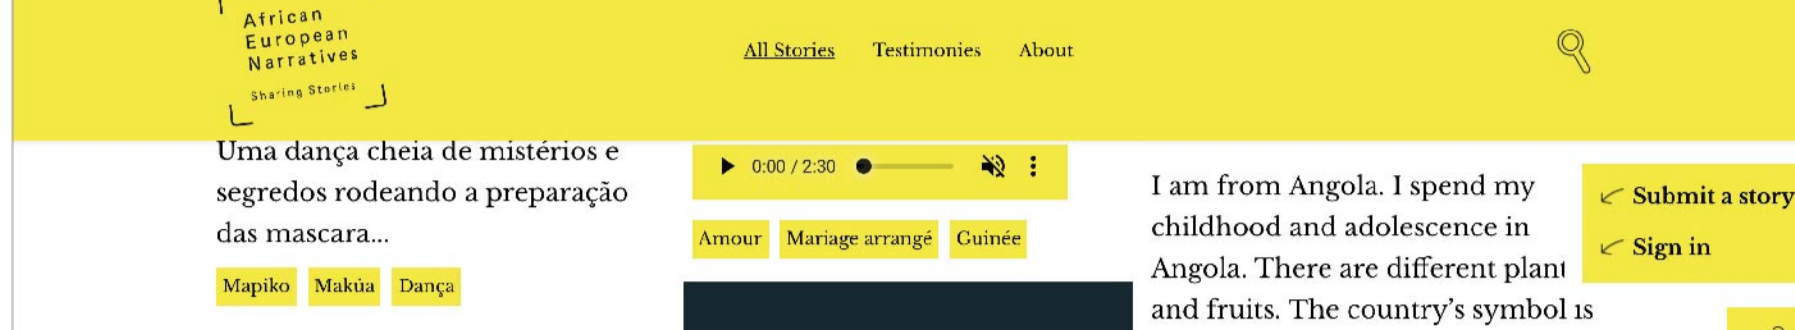 African
European
Narratives
Sharing Stories
All Stories
Testimonies
About
Uma dança cheia de mistérios e
segredos rodeando a preparação
das mascara...
Mapiko
Makúa
Dança
0:00 / 2:30
Amour
Mariage arrangé
Guinée
I am from Angola. I spend my
childhood and adolescence in
Angola. There are different plant
and fruits. The country’s symbol is
Submit a story
Sign in